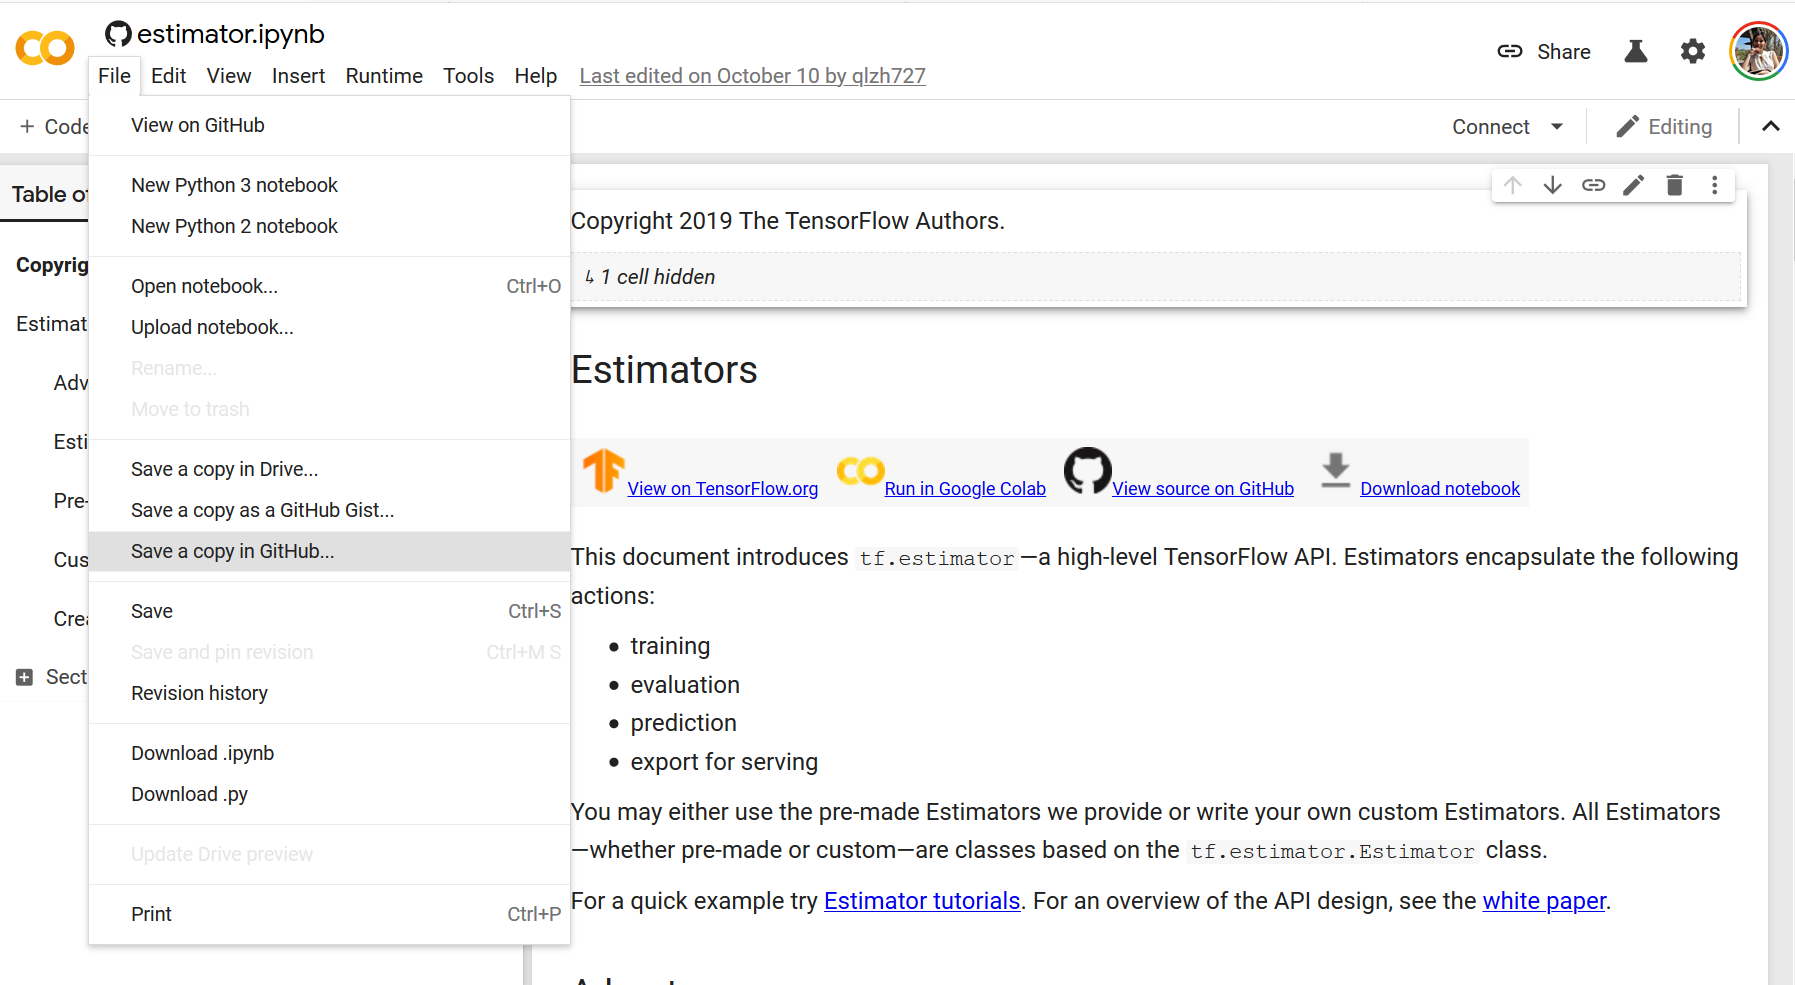 estimator.ipynb
File Edit View Insert Runtime Tools Help Last edited on October 10 by qlzh727
Share
+ Code
Connect
Editing
Table of
Copyrig
Estimat
Adv
Esti
Pre-
Cus
Crea
Sect
View on GitHub
New Python 3 notebook
New Python 2 notebook
Open notebook... Ctrl+O
Upload notebook...
Rename...
Move to trash
Save a copy in Drive...
Save a copy as a GitHub Gist...
Save a copy in GitHub...
Save Ctrl+S
Save and pin revision Ctrl+M S
Revision history
Download .ipynb
Download .py
Update Drive preview
Print Ctrl+P
Copyright 2019 The TensorFlow Authors.
↳ 1 cell hidden
Estimators
View on TensorFlow.org Run in Google Colab View source on GitHub Download notebook
This document introduces tf.estimator—a high-level TensorFlow API. Estimators encapsulate the following
actions:
• training
• evaluation
• prediction
• export for serving
You may either use the pre-made Estimators we provide or write your own custom Estimators. All Estimators
—whether pre-made or custom—are classes based on the tf.estimator.Estimator class.
For a quick example try Estimator tutorials. For an overview of the API design, see the white paper.